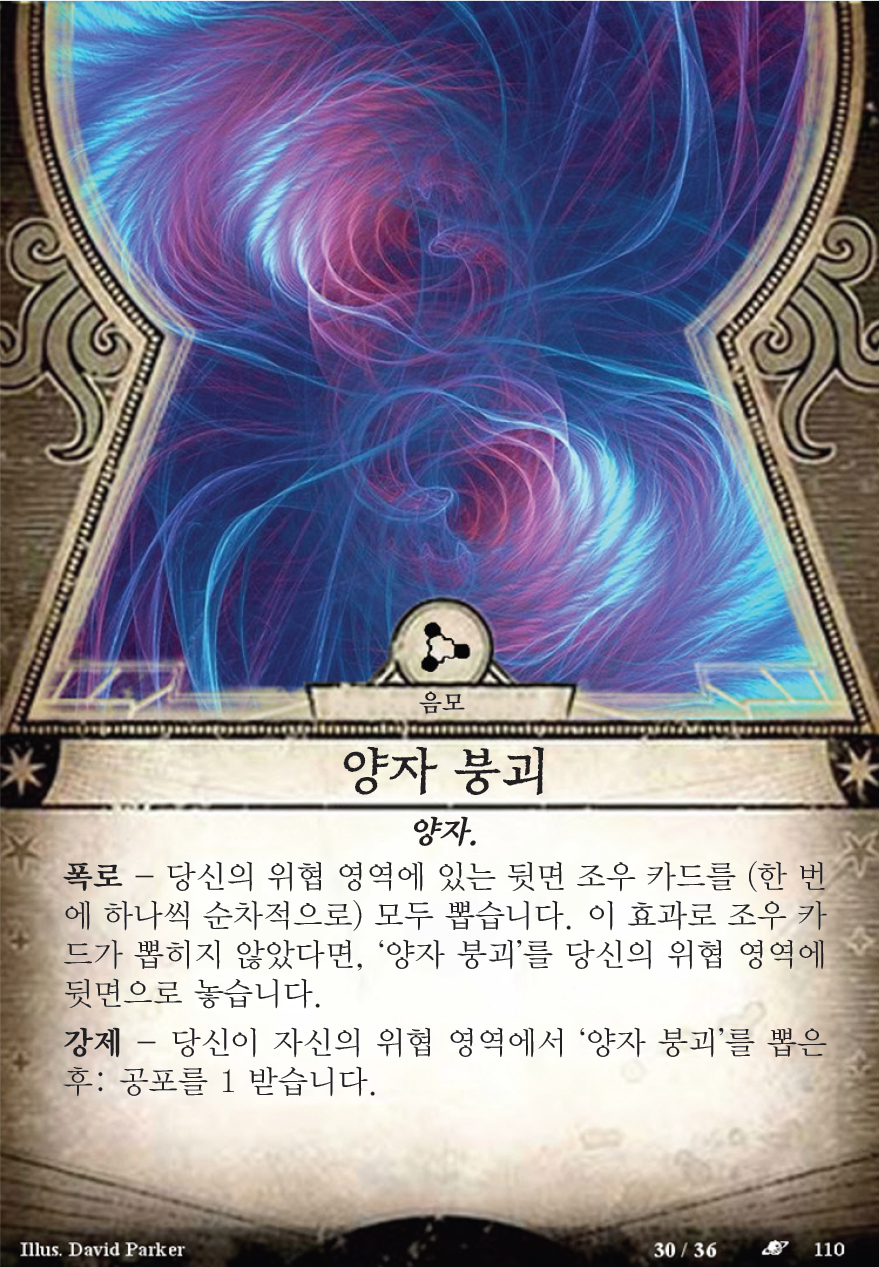 음모
양자 붕괴
양자.
폭로 – 당신의 위협 영역에 있는 뒷면 조우 카드를 (한 번
에 하나씩 순차적으로) 모두 뽑습니다. 이 효과로 조우 카
드가 뽑히지 않았다면, ‘양자 붕괴’를 당신의 위협 영역에
뒷면으로 놓습니다.
강제 – 당신이 자신의 위협 영역에서 ‘양자 붕괴’를 뽑은
후: 공포를 1 받습니다.
Illus. David Parker 30 / 36 110